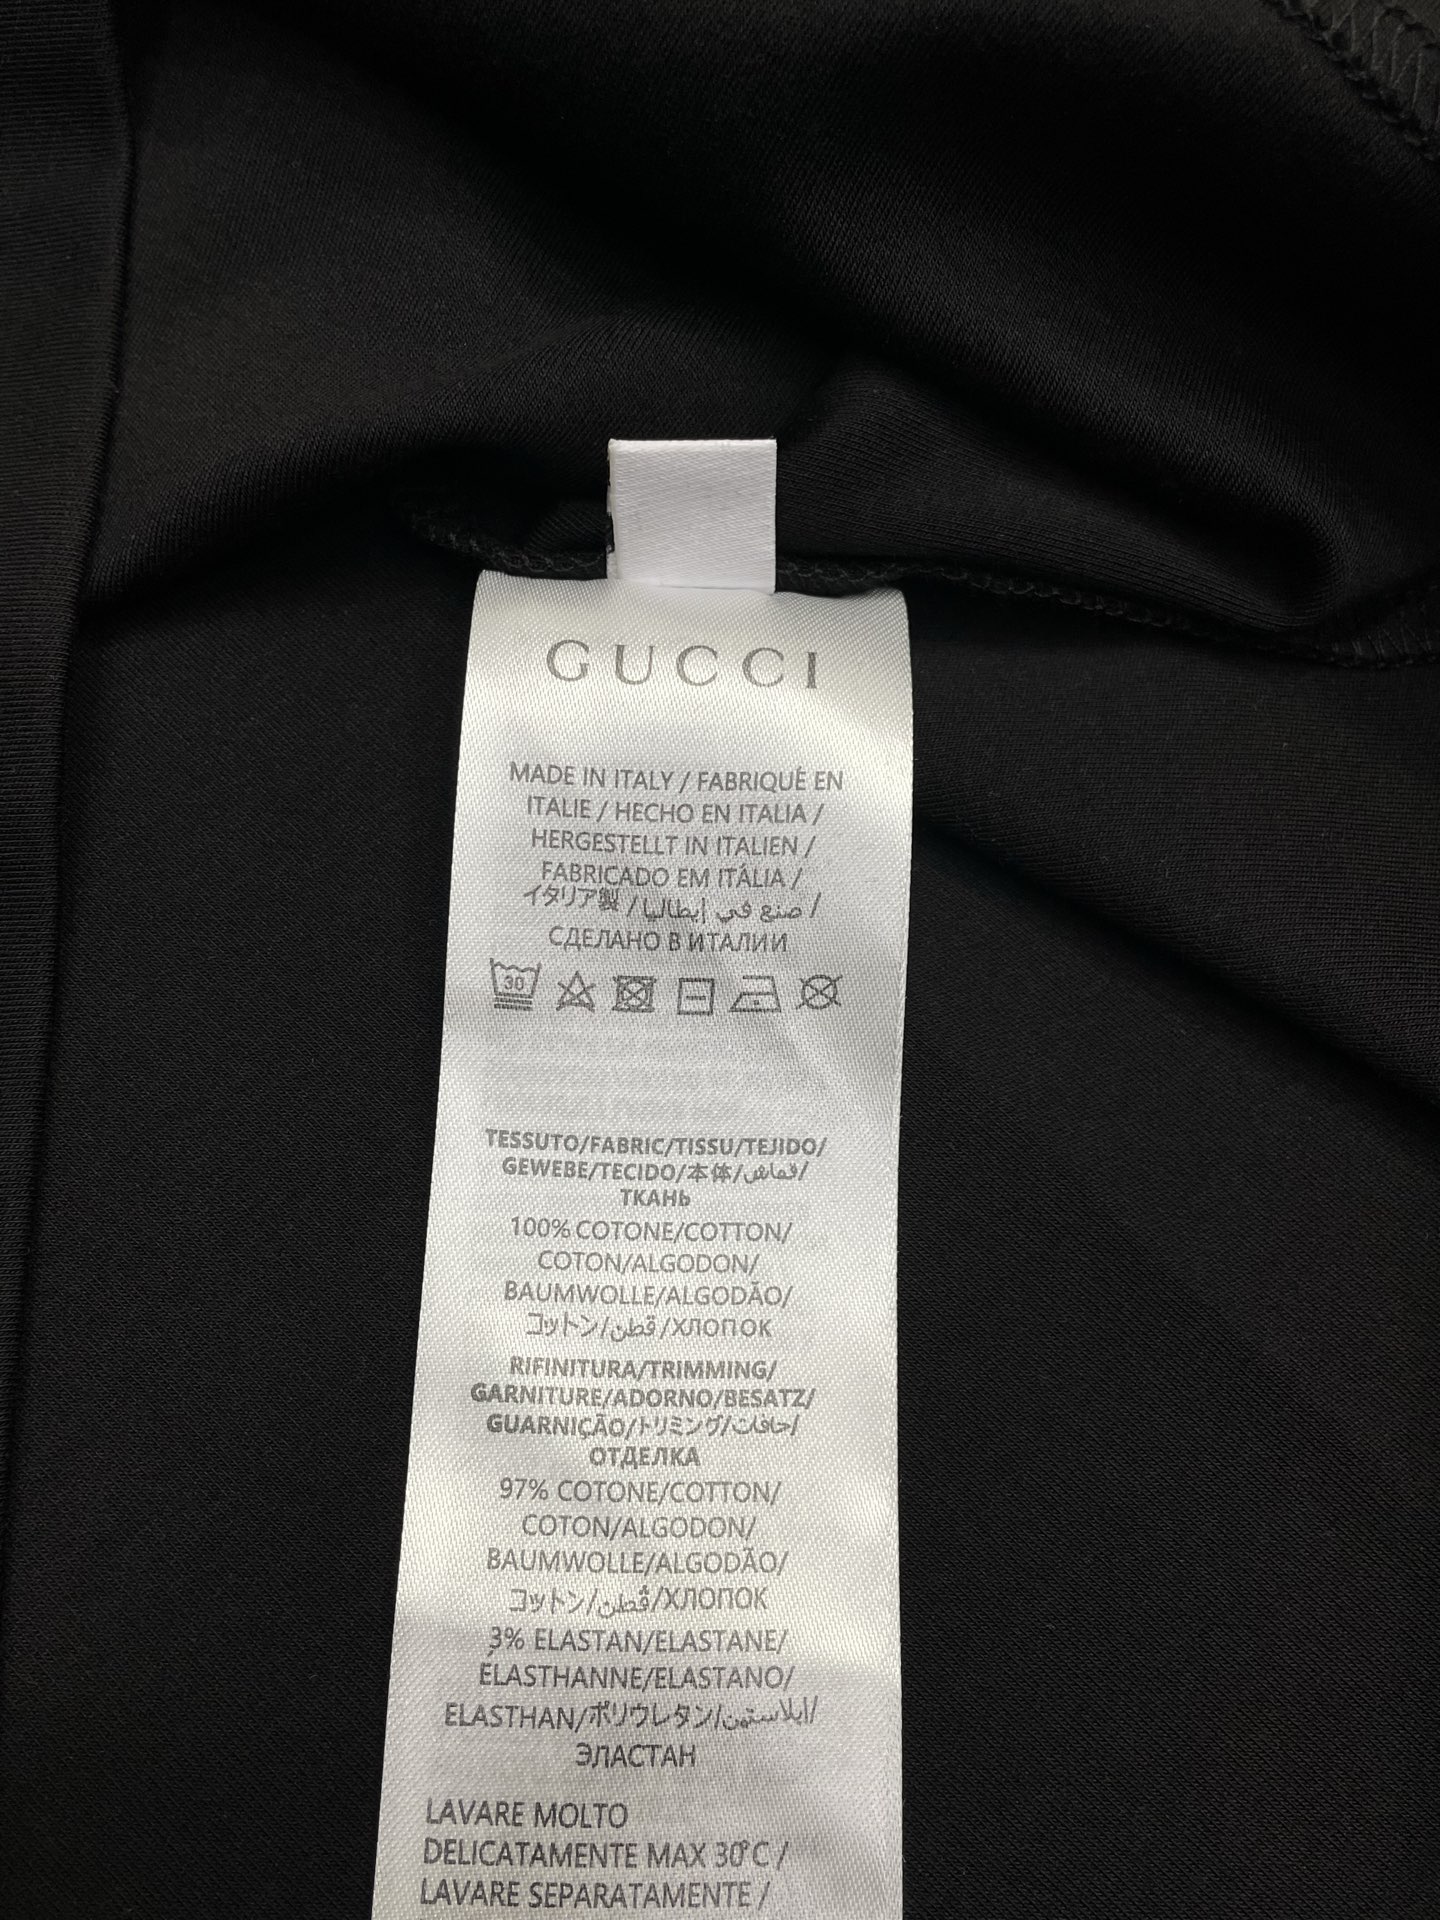 GUCCI
MADE IN ITALY / FABRIQUÉ EN
ITALIE / HECHO EN ITALIA /
HERGESTELLT IN ITALIEN /
FABRICADO EM ITÁLIA /
イタリア製 / صنع في إيطاليا /
СДЕЛАНО В ИТАЛИИ
30
TESSUTO/FABRIC/TISSU/TEJIDO/
GEWEBE/TECIDO/本体/قماش/
ТКАНЬ
100% COTONE/COTTON/
COTON/ALGODON/
BAUMWOLLE/ALGODÃO/
コットン/قطن/ХЛОПОК
RIFINITURA/TRIMMING/
GARNITURE/ADORNO/BESATZ/
GUARNIÇÃO/トリミング/حافات/
ОТДЕЛКА
97% COTONE/COTTON/
COTON/ALGODON/
BAUMWOLLE/ALGODÃO/
コットン/قطن/ХЛОПОК
3% ELASTAN/ELASTANE/
ÉLASTHANNE/ELASTANO/
ELASTHAN/ポリウレタン/ايلاستين/
ЭЛАСТАН
LAVARE MOLTO
DELICATAMENTE MAX 30°C /
LAVARE SEPARATAMENTE /